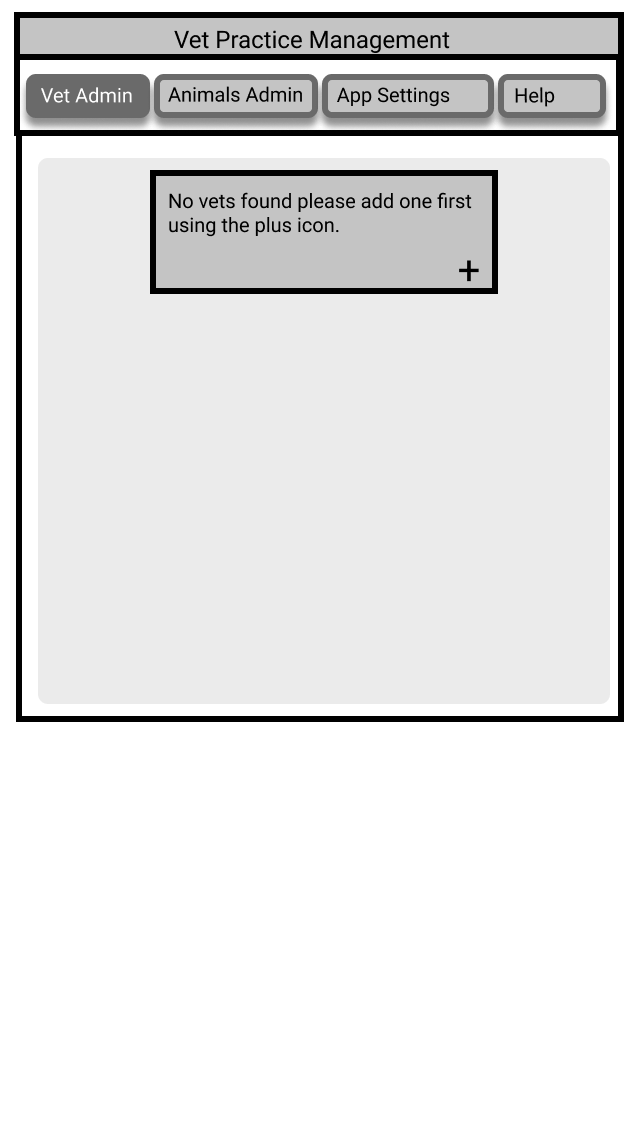 Vet Practice Management
Vet Admin
Animals Admin
App Settings
Help
No vets found please add one first
using the plus icon.
+